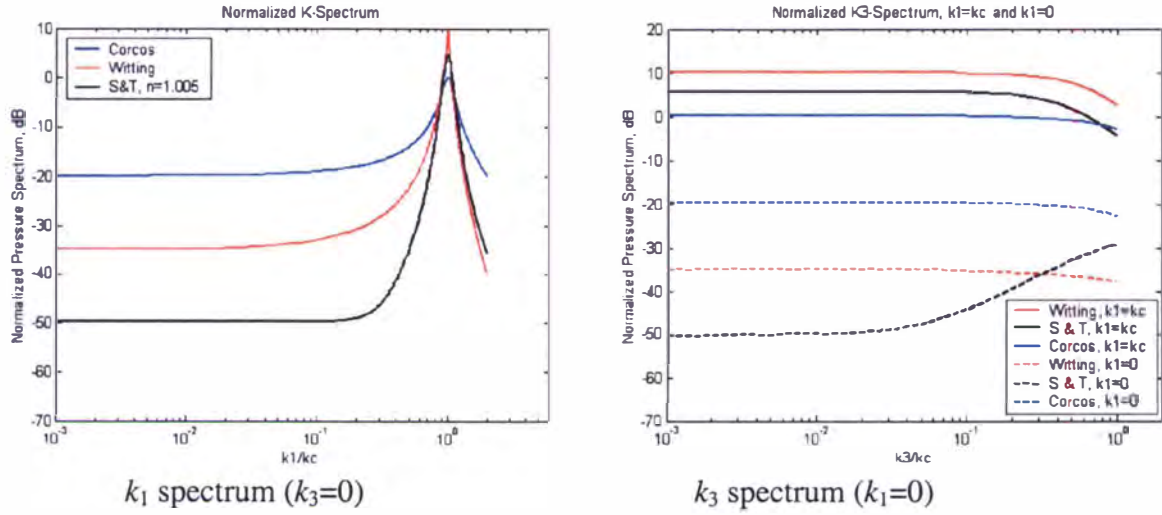 Normalized K-Spectrum
Normalized Pressure Spectrum, dB
10
0
-10
-20
-30
-40
-50
-60
-70
Corcos
Witting
S&T, n=1.005
10⁻³
10⁻²
10⁻¹
10⁰
k1/kc
k₁ spectrum (k₃=0)
Normalized K3-Spectrum, k1=kc and k1=0
Normalized Pressure Spectrum, dB
20
10
0
-10
-20
-30
-40
-50
-60
-70
Witting, k1=kc
S & T, k1=kc
Corcos, k1=kc
Witting, k1=0
S & T, k1=0
Corcos, k1=0
10⁻³
10⁻²
10⁻¹
10⁰
k3/kc
k₃ spectrum (k₁=0)